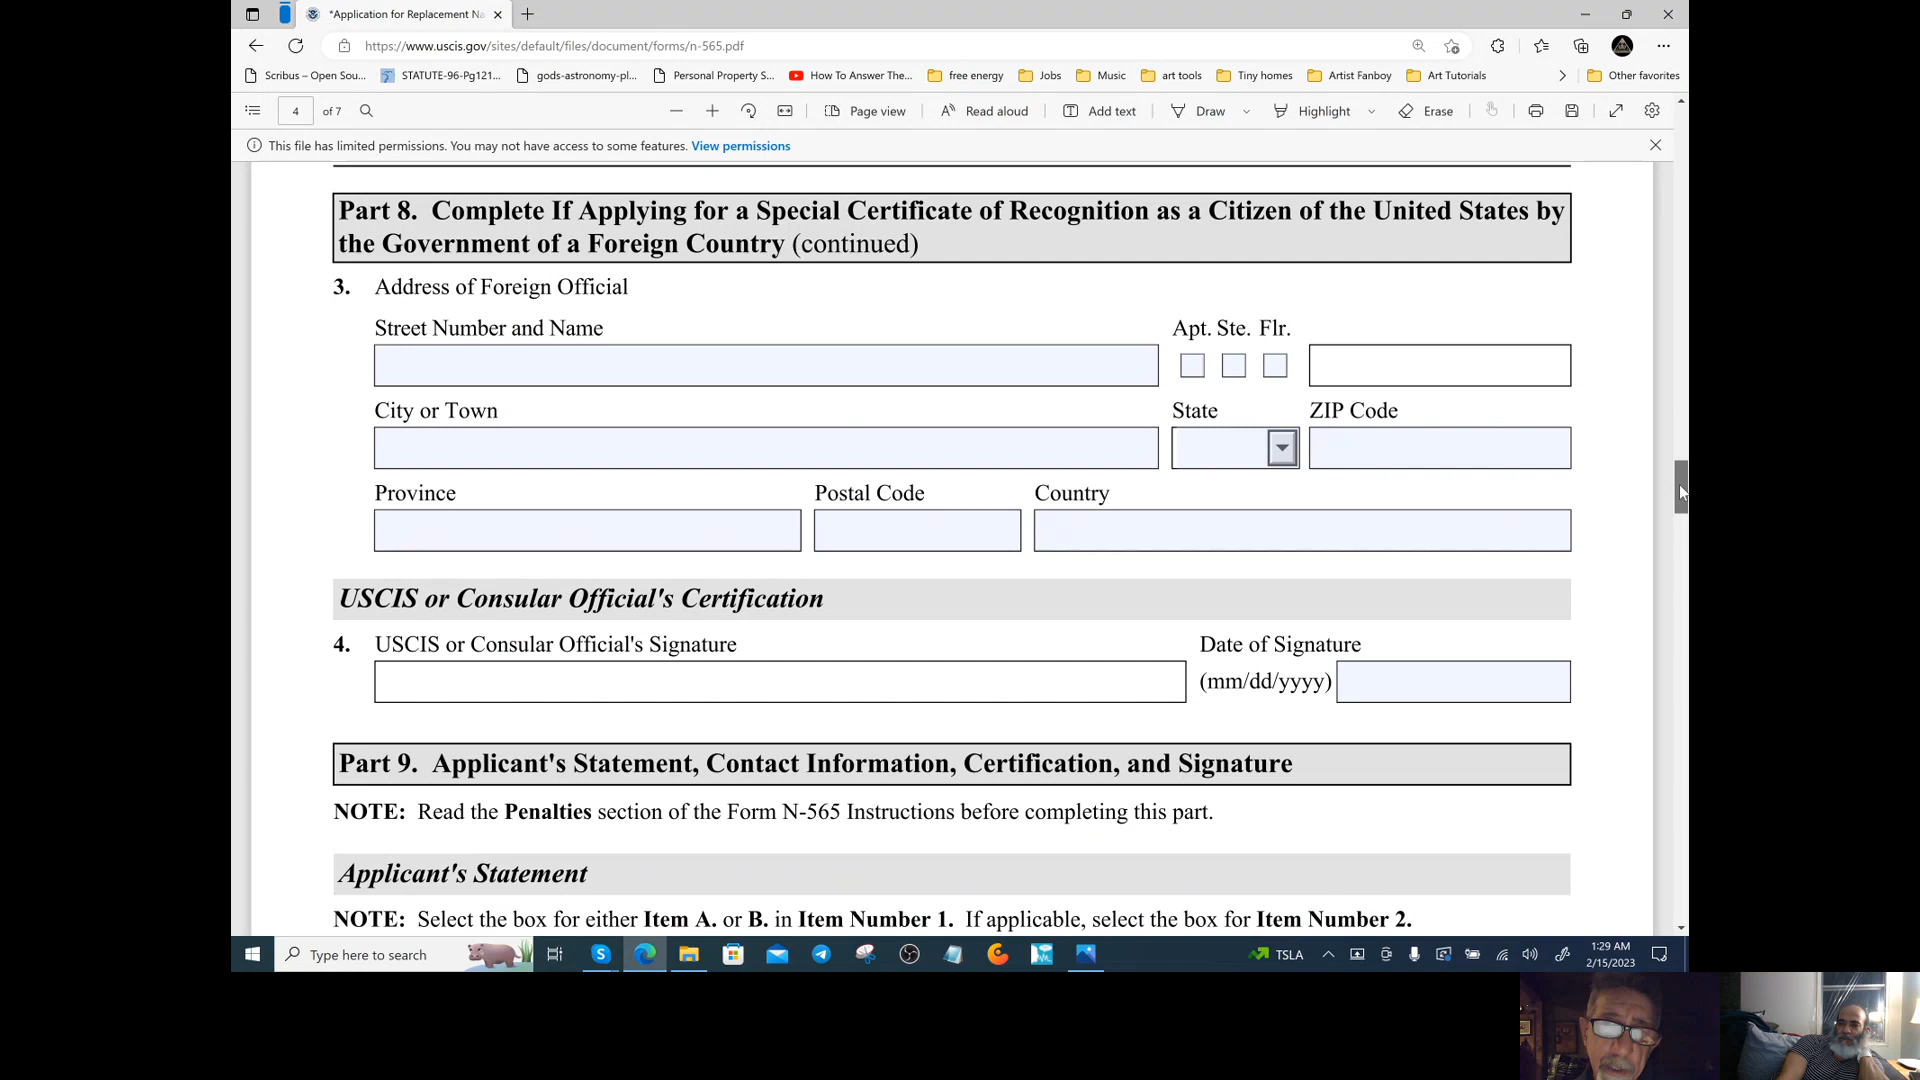 *Application for Replacement Na
https://www.uscis.gov/sites/default/files/document/forms/n-565.pdf
Scribus – Open Sou... STATUTE-96-Pg121... gods-astronomy-pl... Personal Property S... How To Answer The... free energy Jobs Music art tools Tiny homes Artist Fanboy Art Tutorials Other favorites
4 of 7 Page view Read aloud Add text Draw Highlight Erase
This file has limited permissions. You may not have access to some features. View permissions
Part 8. Complete If Applying for a Special Certificate of Recognition as a Citizen of the United States by
the Government of a Foreign Country (continued)
3. Address of Foreign Official
Street Number and Name Apt. Ste. Flr.
City or Town State ZIP Code
Province Postal Code Country
USCIS or Consular Official's Certification
4. USCIS or Consular Official's Signature Date of Signature
(mm/dd/yyyy)
Part 9. Applicant's Statement, Contact Information, Certification, and Signature
NOTE: Read the Penalties section of the Form N-565 Instructions before completing this part.
Applicant's Statement
NOTE: Select the box for either Item A. or B. in Item Number 1. If applicable, select the box for Item Number 2.
Type here to search TSLA 1:29 AM
2/15/2023